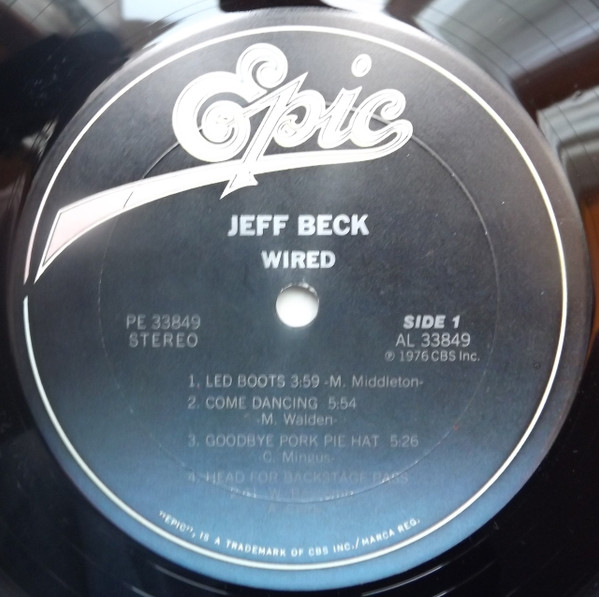 Epic
JEFF BECK
WIRED
PE 33849
STEREO
SIDE 1
AL 33849
℗ 1976 CBS Inc.
1. LED BOOTS 3:59 -M. Middleton-
2. COME DANCING 5:54
-M. Walden-
3. GOODBYE PORK PIE HAT 5:26
-C. Mingus-
4. HEAD FOR BACKSTAGE PASS
"EPIC", IS A TRADEMARK OF CBS INC./MARCA REG.